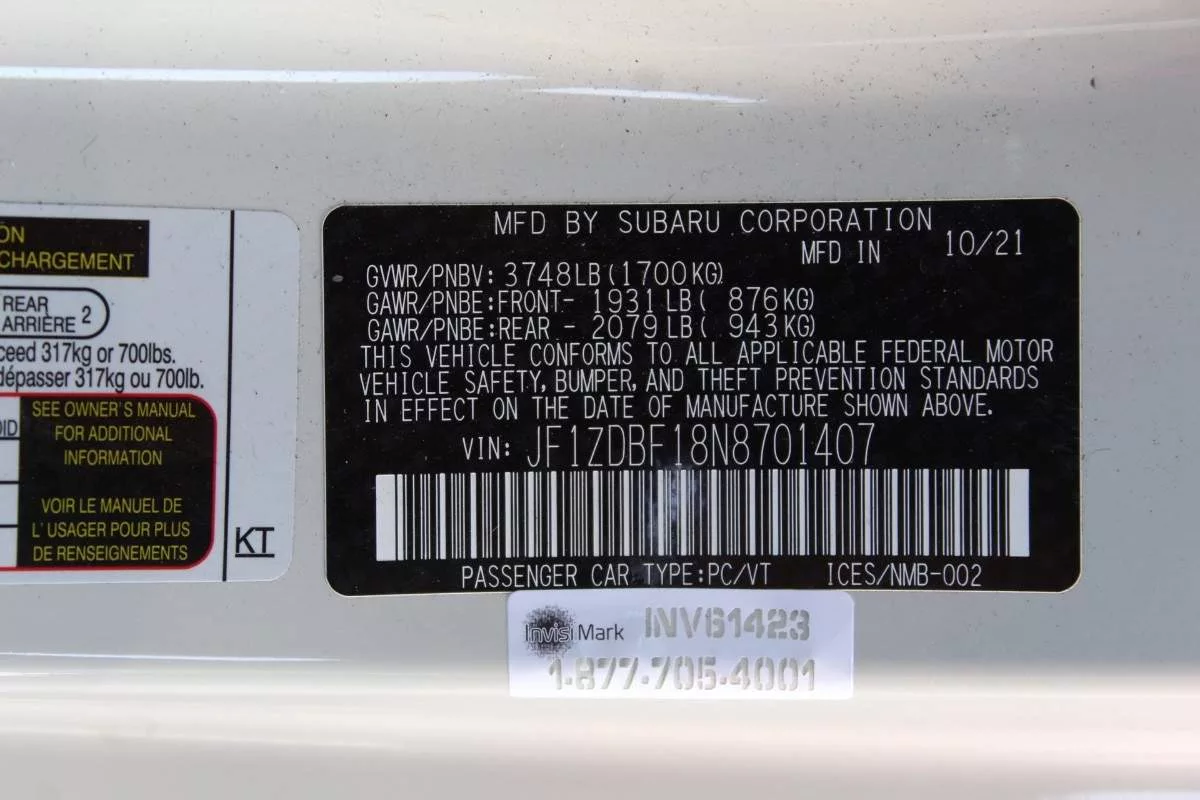 ON
CHARGEMENT
REAR
ARRIÈRE 2
ceed 317kg or 700lbs.
dépasser 317kg ou 700lb.
OID
SEE OWNER'S MANUAL
FOR ADDITIONAL
INFORMATION
VOIR LE MANUEL DE
L'USAGER POUR PLUS
DE RENSEIGNEMENTS
KT
MFD BY SUBARU CORPORATION
MFD IN 10/21
GVWR/PNBV: 3748LB(1700KG)
GAWR/PNBE:FRONT- 1931LB( 876KG)
GAWR/PNBE:REAR - 2079LB( 943KG)
THIS VEHICLE CONFORMS TO ALL APPLICABLE FEDERAL MOTOR
VEHICLE SAFETY, BUMPER, AND THEFT PREVENTION STANDARDS
IN EFFECT ON THE DATE OF MANUFACTURE SHOWN ABOVE.
VIN: JF1ZDBF18N8701407
PASSENGER CAR TYPE:PC/VT ICES/NMB-002
InvisiMark INV61423
1-877-705-4001